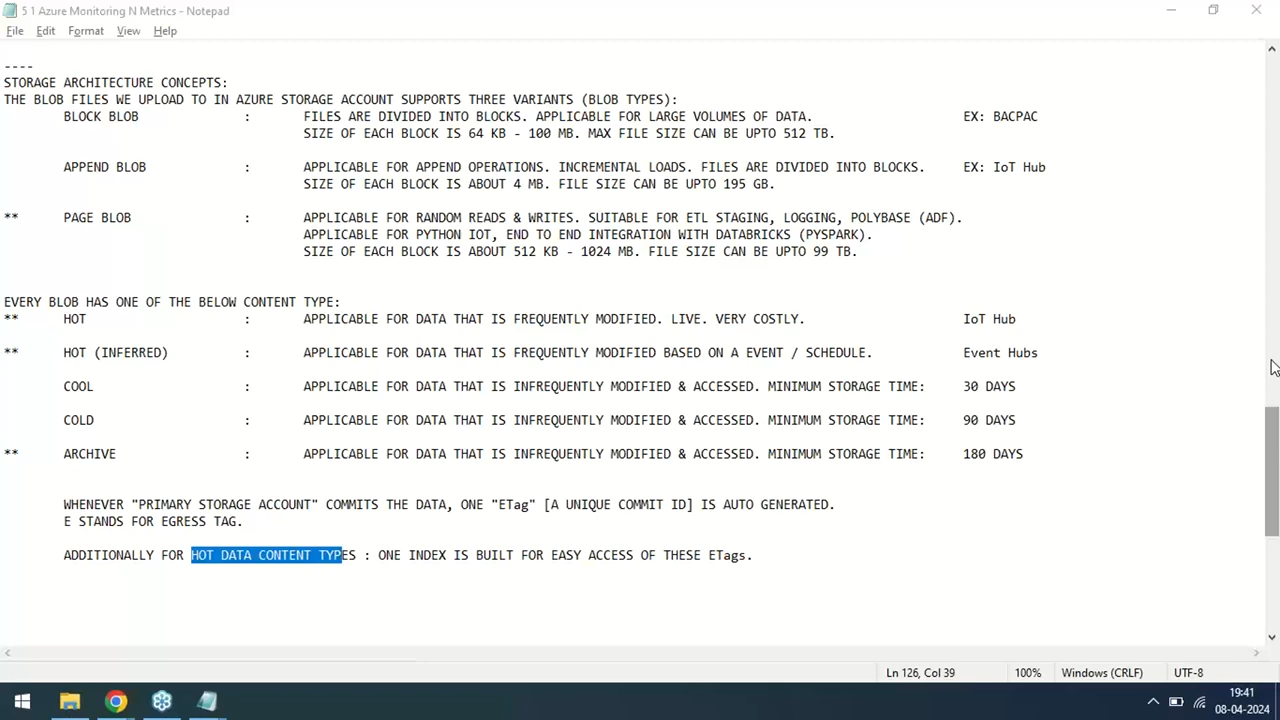 5 1 Azure Monitoring N Metrics - Notepad
File Edit Format View Help
----
STORAGE ARCHITECTURE CONCEPTS:
THE BLOB FILES WE UPLOAD TO IN AZURE STORAGE ACCOUNT SUPPORTS THREE VARIANTS (BLOB TYPES):
BLOCK BLOB : FILES ARE DIVIDED INTO BLOCKS. APPLICABLE FOR LARGE VOLUMES OF DATA. EX: BACPAC
SIZE OF EACH BLOCK IS 64 KB - 100 MB. MAX FILE SIZE CAN BE UPTO 512 TB.
APPEND BLOB : APPLICABLE FOR APPEND OPERATIONS. INCREMENTAL LOADS. FILES ARE DIVIDED INTO BLOCKS. EX: IoT Hub
SIZE OF EACH BLOCK IS ABOUT 4 MB. FILE SIZE CAN BE UPTO 195 GB.
** PAGE BLOB : APPLICABLE FOR RANDOM READS & WRITES. SUITABLE FOR ETL STAGING, LOGGING, POLYBASE (ADF).
APPLICABLE FOR PYTHON IOT, END TO END INTEGRATION WITH DATABRICKS (PYSPARK).
SIZE OF EACH BLOCK IS ABOUT 512 KB - 1024 MB. FILE SIZE CAN BE UPTO 99 TB.
EVERY BLOB HAS ONE OF THE BELOW CONTENT TYPE:
** HOT : APPLICABLE FOR DATA THAT IS FREQUENTLY MODIFIED. LIVE. VERY COSTLY. IoT Hub
** HOT (INFERRED) : APPLICABLE FOR DATA THAT IS FREQUENTLY MODIFIED BASED ON A EVENT / SCHEDULE. Event Hubs
COOL : APPLICABLE FOR DATA THAT IS INFREQUENTLY MODIFIED & ACCESSED. MINIMUM STORAGE TIME: 30 DAYS
COLD : APPLICABLE FOR DATA THAT IS INFREQUENTLY MODIFIED & ACCESSED. MINIMUM STORAGE TIME: 90 DAYS
** ARCHIVE : APPLICABLE FOR DATA THAT IS INFREQUENTLY MODIFIED & ACCESSED. MINIMUM STORAGE TIME: 180 DAYS
WHENEVER "PRIMARY STORAGE ACCOUNT" COMMITS THE DATA, ONE "ETag" [A UNIQUE COMMIT ID] IS AUTO GENERATED.
E STANDS FOR EGRESS TAG.
ADDITIONALLY FOR HOT DATA CONTENT TYPES : ONE INDEX IS BUILT FOR EASY ACCESS OF THESE ETags.
Ln 126, Col 39 100% Windows (CRLF) UTF-8
19:41
08-04-2024